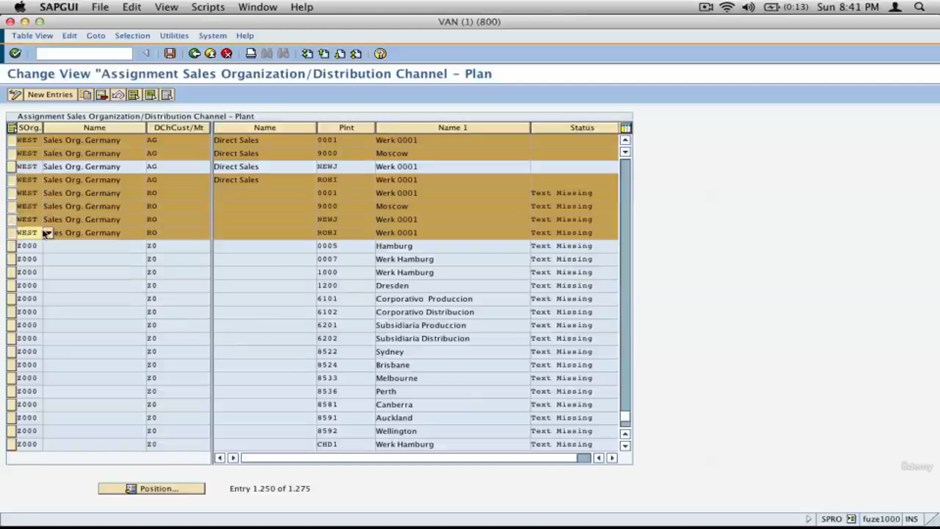 SAPGUI File Edit View Scripts Window Help (0:13) Sun 8:41 PM
VAN (1) (800)
Table View Edit Goto Selection Utilities System Help
Change View "Assignment Sales Organization/Distribution Channel - Plan
New Entries
Assignment Sales Organization/Distribution Channel - Plant
SOrg. Name DChCust/Mt Name Plnt Name 1 Status
WEST Sales Org. Germany AG Direct Sales 0001 Werk 0001
WEST Sales Org. Germany AG Direct Sales 9000 Moscow
WEST Sales Org. Germany AG Direct Sales NEWJ Werk 0001
WEST Sales Org. Germany AG Direct Sales ROHI Werk 0001
WEST Sales Org. Germany RO 0001 Werk 0001 Text Missing
WEST Sales Org. Germany RO 9000 Moscow Text Missing
WEST Sales Org. Germany RO NEWJ Werk 0001 Text Missing
WEST es Org. Germany RO ROHI Werk 0001 Text Missing
Z000 Z0 0005 Hamburg Text Missing
Z000 Z0 0007 Werk Hamburg Text Missing
Z000 Z0 1000 Werk Hamburg Text Missing
Z000 Z0 1200 Dresden Text Missing
Z000 Z0 6101 Corporativo Produccion Text Missing
Z000 Z0 6102 Corporativo Distribucion Text Missing
Z000 Z0 6201 Subsidiaria Produccion Text Missing
Z000 Z0 6202 Subsidiaria Distribucion Text Missing
Z000 Z0 8522 Sydney Text Missing
Z000 Z0 8524 Brisbane Text Missing
Z000 Z0 8533 Melbourne Text Missing
Z000 Z0 8536 Perth Text Missing
Z000 Z0 8581 Canberra Text Missing
Z000 Z0 8591 Auckland Text Missing
Z000 Z0 8592 Wellington Text Missing
Z000 Z0 CHD1 Werk Hamburg Text Missing
Position... Entry 1.250 of 1.275
Udemy
SPRO fuze1000 INS